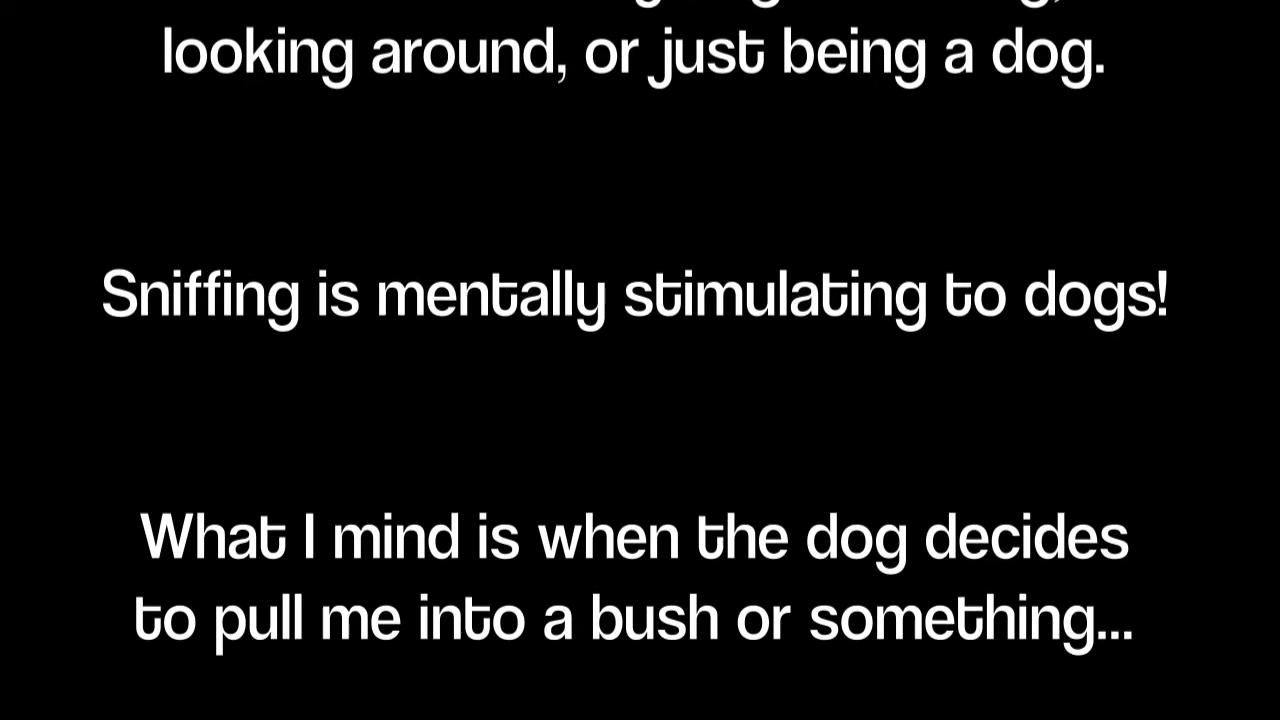 looking around, or just being a dog.
Sniffing is mentally stimulating to dogs!
What I mind is when the dog decides
to pull me into a bush or something...